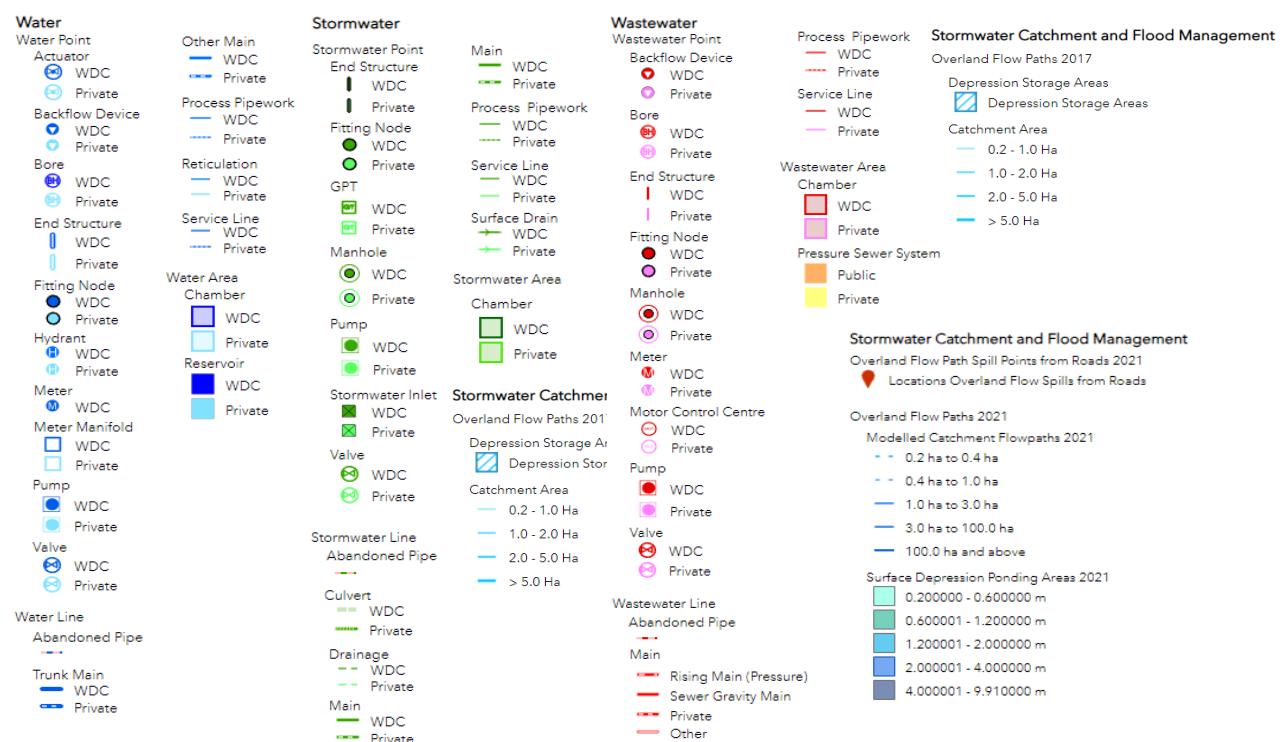 Water
Water Point
Actuator
WDC
Private
Backflow Device
WDC
Private
Bore
BH WDC
BH Private
End Structure
WDC
Private
Fitting Node
WDC
Private
Hydrant
H WDC
H Private
Meter
M WDC
Meter Manifold
WDC
Private
Pump
WDC
Private
Valve
WDC
Private
Water Line
Abandoned Pipe
Trunk Main
WDC
Private
Other Main
WDC
Private
Process Pipework
WDC
Private
Reticulation
WDC
Private
Service Line
WDC
Private
Water Area
Chamber
WDC
Private
Reservoir
WDC
Private
Stormwater
Stormwater Point
End Structure
WDC
Private
Fitting Node
WDC
Private
GPT
GPT WDC
GPT Private
Manhole
WDC
Private
Pump
WDC
Private
Stormwater Inlet
WDC
Private
Valve
WDC
Private
Stormwater Line
Abandoned Pipe
Culvert
WDC
Private
Drainage
WDC
Private
Main
WDC
Private
Main
WDC
Private
Process Pipework
WDC
Private
Service Line
WDC
Private
Surface Drain
WDC
Private
Stormwater Area
Chamber
WDC
Private
Stormwater Catchmer
Overland Flow Paths 201
Depression Storage Ar
Depression Stor
Catchment Area
0.2 - 1.0 Ha
1.0 - 2.0 Ha
2.0 - 5.0 Ha
> 5.0 Ha
Wastewater
Wastewater Point
Backflow Device
WDC
Private
Bore
BH WDC
BH Private
End Structure
WDC
Private
Fitting Node
WDC
Private
Manhole
WDC
Private
Meter
M WDC
M Private
Motor Control Centre
WDC
Private
Pump
WDC
Private
Valve
WDC
Private
Wastewater Line
Abandoned Pipe
Main
Rising Main (Pressure)
Sewer Gravity Main
Private
Other
Process Pipework
WDC
Private
Service Line
WDC
Private
Wastewater Area
Chamber
WDC
Private
Pressure Sewer System
Public
Private
Stormwater Catchment and Flood Management
Overland Flow Paths 2017
Depression Storage Areas
Depression Storage Areas
Catchment Area
0.2 - 1.0 Ha
1.0 - 2.0 Ha
2.0 - 5.0 Ha
> 5.0 Ha
Stormwater Catchment and Flood Management
Overland Flow Path Spill Points from Roads 2021
Locations Overland Flow Spills from Roads
Overland Flow Paths 2021
Modelled Catchment Flowpaths 2021
0.2 ha to 0.4 ha
0.4 ha to 1.0 ha
1.0 ha to 3.0 ha
3.0 ha to 100.0 ha
100.0 ha and above
Surface Depression Ponding Areas 2021
0.200000 - 0.600000 m
0.600001 - 1.200000 m
1.200000 - 2.000000 m
2.000001 - 4.000000 m
4.000001 - 9.910000 m